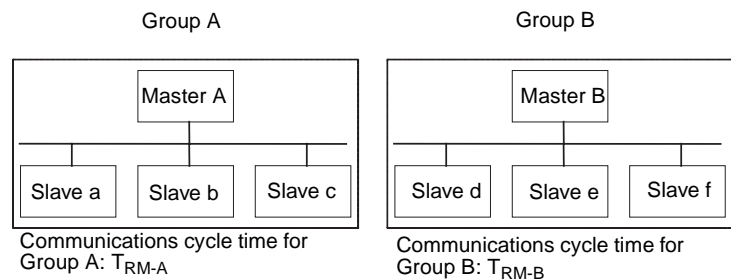 Group A
Group B
Master A
Master B
Slave a
Slave b
Slave c
Slave d
Slave e
Slave f
Communications cycle time for
Group A: TRM-A
Communications cycle time for
Group B: TRM-B